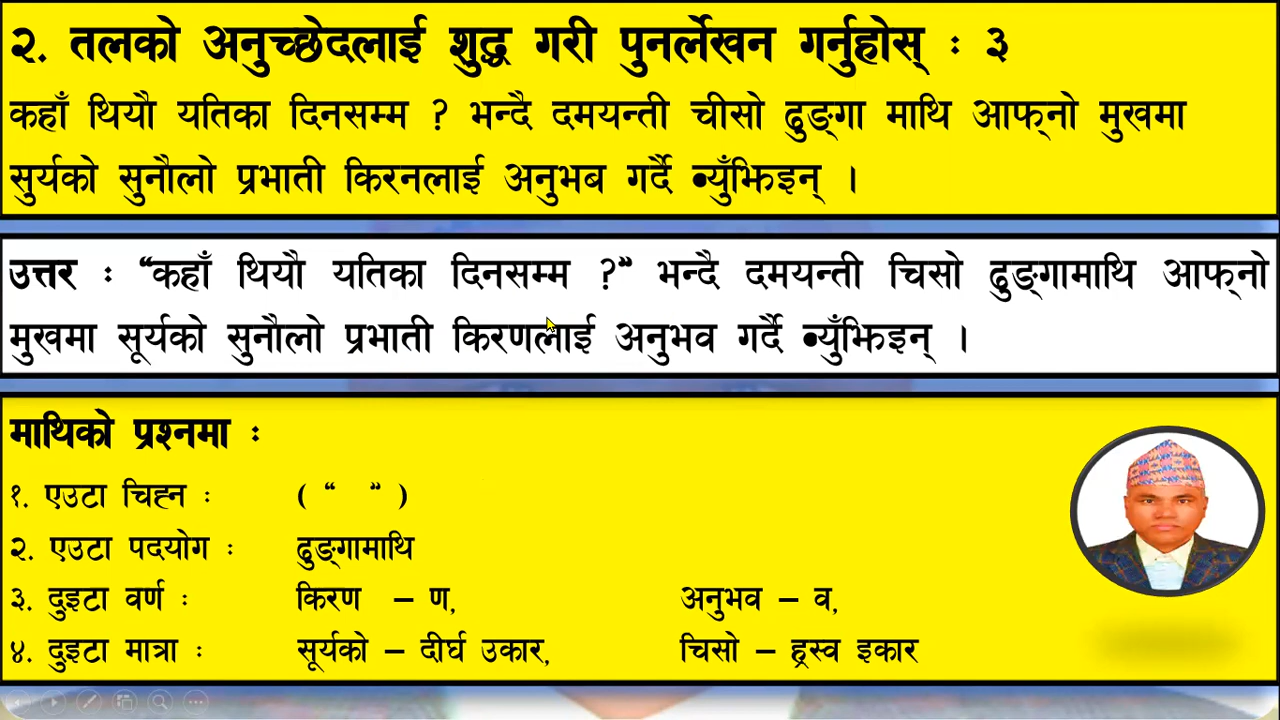 २. तलको अनुच्छेदलाई शुद्ध गरी पुनर्लेखन गर्नुहोस् : ३
कहाँ थियौ यतिका दिनसम्म ? भन्दै दमयन्ती चीसो ढुङ्गा माथि आफ्नो मुखमा
सुर्यको सुनौलो प्रभाती किरनलाई अनुभब गर्दै ब्युँझिइन् ।
उत्तर : “कहाँ थियौ यतिका दिनसम्म ?” भन्दै दमयन्ती चिसो ढुङ्गामाथि आफ्नो
मुखमा सूर्यको सुनौलो प्रभाती किरणलाई अनुभव गर्दै ब्युँझिइन् ।
माथिको प्रश्नमा :
१. एउटा चिह्न : ( “ ” )
२. एउटा पदयोग : ढुङ्गामाथि
३. दुइटा वर्ण : किरण – ण, अनुभव – व,
४. दुइटा मात्रा : सूर्यको – दीर्घ उकार, चिसो – ह्रस्व इकार